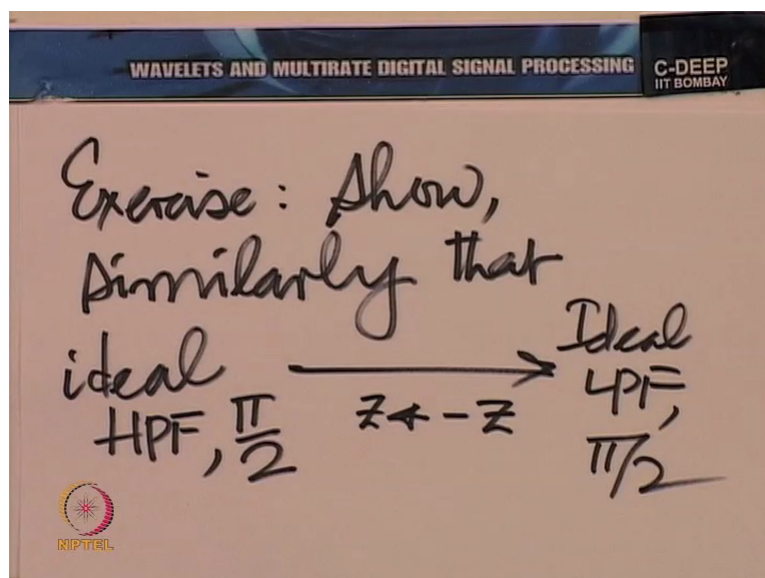 WAVELETS AND MULTIRATE DIGITAL SIGNAL PROCESSING
C-DEEP
IIT BOMBAY
Exercise: Show,
similarly that
ideal HPF, π/2 → z ← -z Ideal LPF, π/2
NPTEL